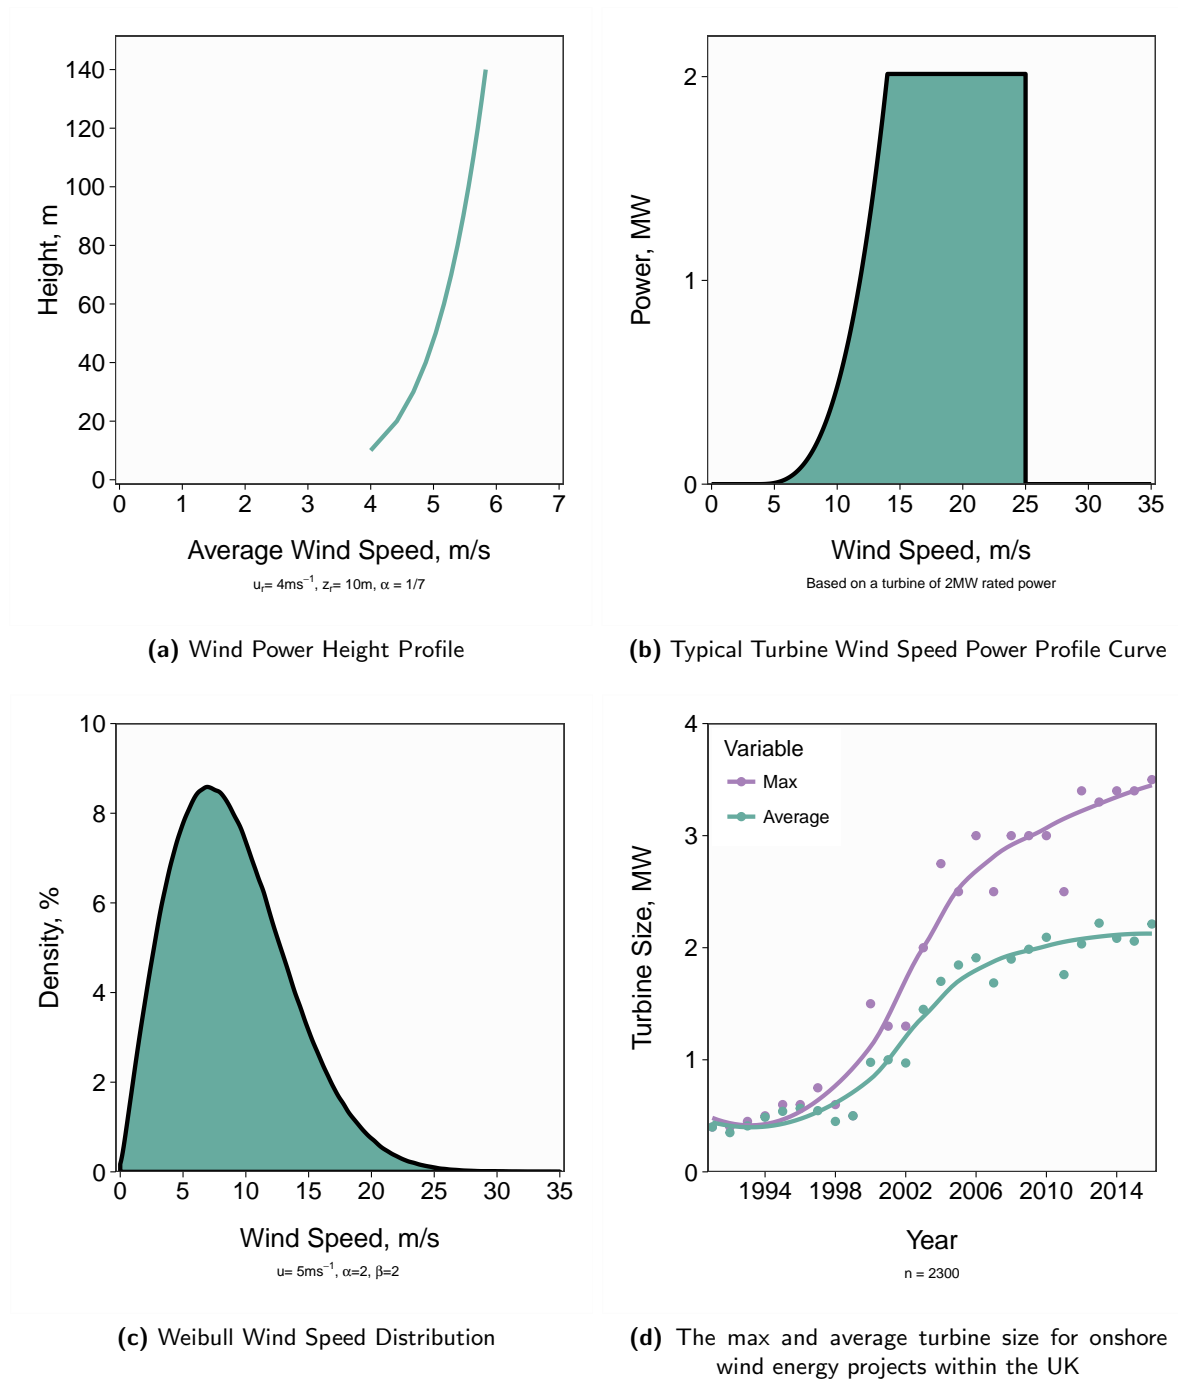 140
120
100
80
60
40
20
0
Height, m
0 1 2 3 4 5 6 7
Average Wind Speed, m/s
uᵣ= 4ms⁻¹, zᵣ= 10m, α = 1/7
(a) Wind Power Height Profile
2
1
0
Power, MW
0 5 10 15 20 25 30 35
Wind Speed, m/s
Based on a turbine of 2MW rated power
(b) Typical Turbine Wind Speed Power Profile Curve
10
8
6
4
2
0
Density, %
0 5 10 15 20 25 30 35
Wind Speed, m/s
u= 5ms⁻¹, α=2, β=2
(c) Weibull Wind Speed Distribution
4
3
2
1
0
Turbine Size, MW
Variable
Max
Average
1994 1998 2002 2006 2010 2014
Year
n = 2300
(d) The max and average turbine size for onshore
wind energy projects within the UK